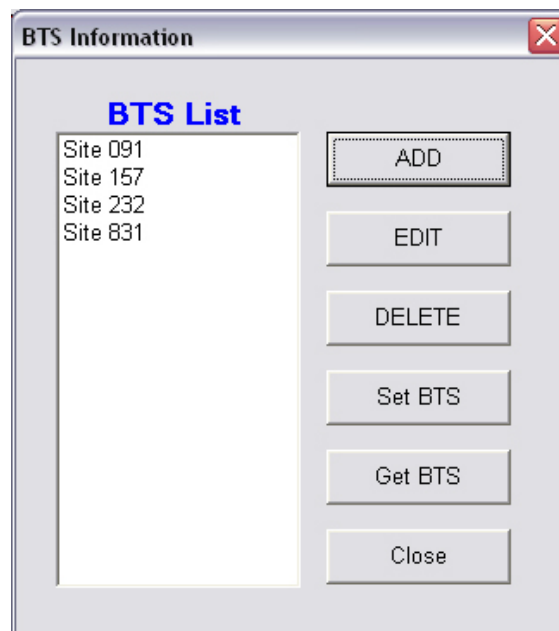 BTS Information
BTS List
Site 091
Site 157
Site 232
Site 831
ADD
EDIT
DELETE
Set BTS
Get BTS
Close